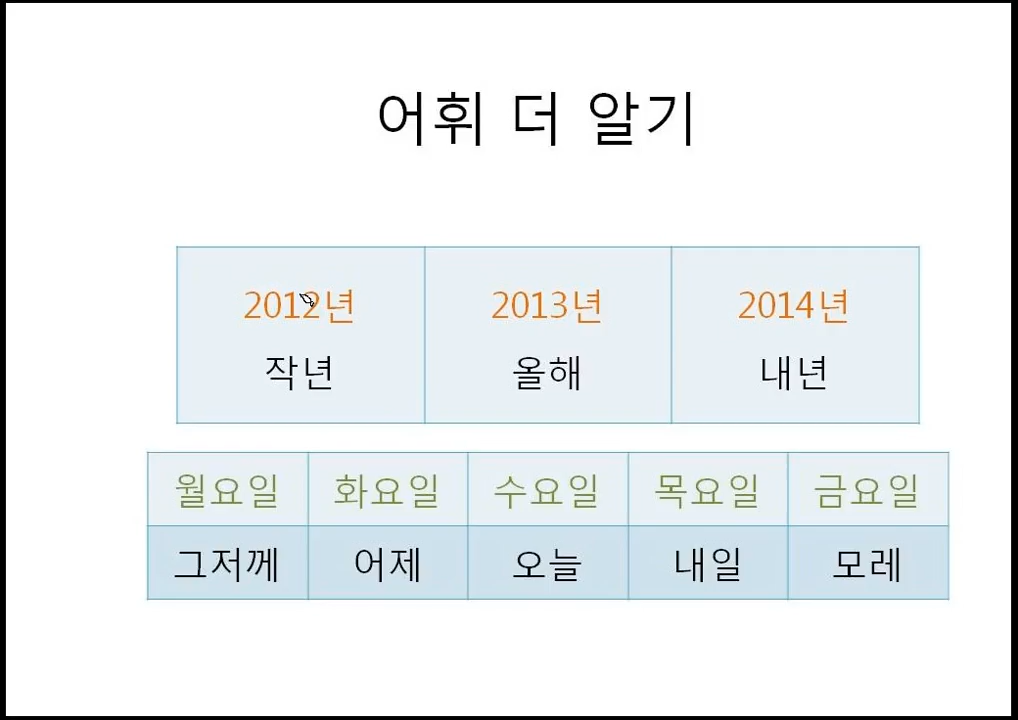 어휘 더 알기
2012년 2013년 2014년
작년 올해 내년
월요일 화요일 수요일 목요일 금요일
그저께 어제 오늘 내일 모레